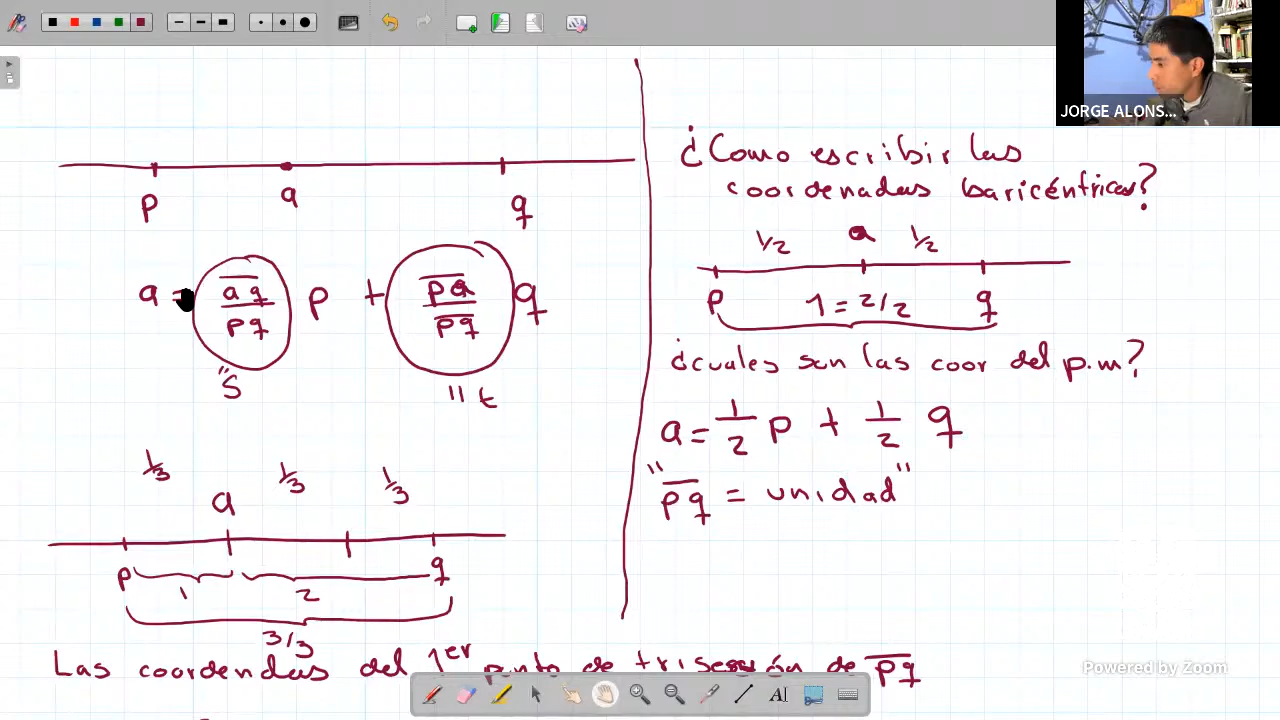 JORGE ALONS...
p a q
a = aq/pq p + pa/pq q
"s "t
1/3 1/3 1/3
a
p q
1 2
3/3
Las coordendas del 1er punto de trisección de pq
¿Como escribir las
coordenadas baricéntricas?
1/2 a 1/2
p 1 = 2/2 q
¿cuales son las coor del p.m?
a = 1/2 p + 1/2 q
"pq = unidad"
Powered by Zoom
AI